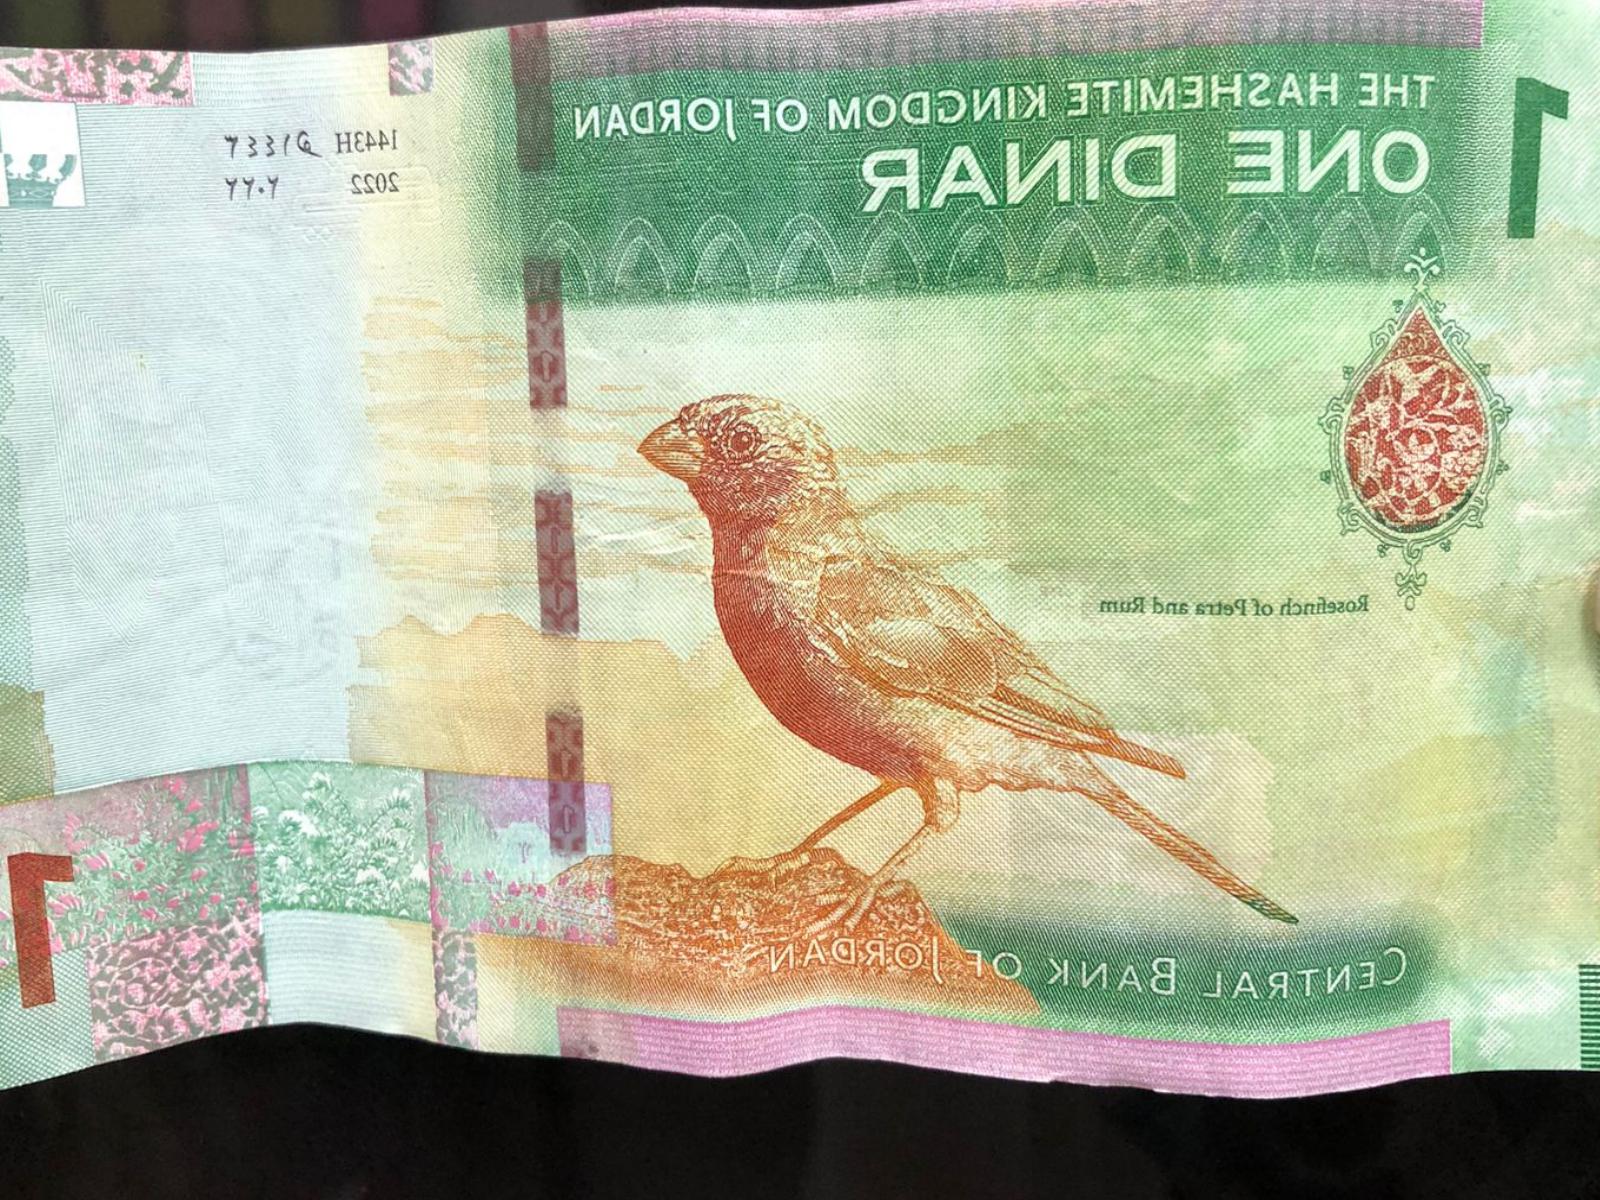 THE HASHEMITE KINGDOM OF JORDAN
ONE DINAR
1
1443H ١٤٤٣هـ
2022 ٢٠٢٢
Rosefinch of Petra and Rum
CENTRAL BANK OF JORDAN
1